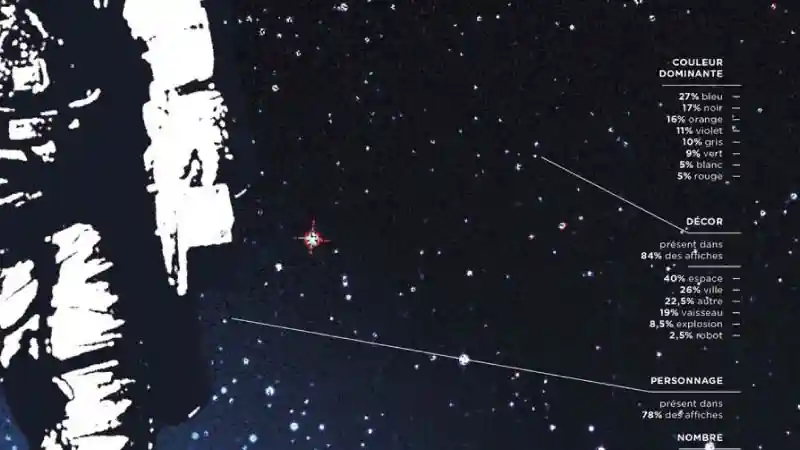 COULEUR
DOMINANTE
27% bleu
17% noir
16% orange
11% violet
10% gris
9% vert
5% blanc
5% rouge
DÉCOR
présent dans
84% des affiches
40% espace
26% ville
22,5% autre
19% vaisseau
8,5% explosion
2,5% robot
PERSONNAGE
présent dans
78% des affiches
NOMBRE